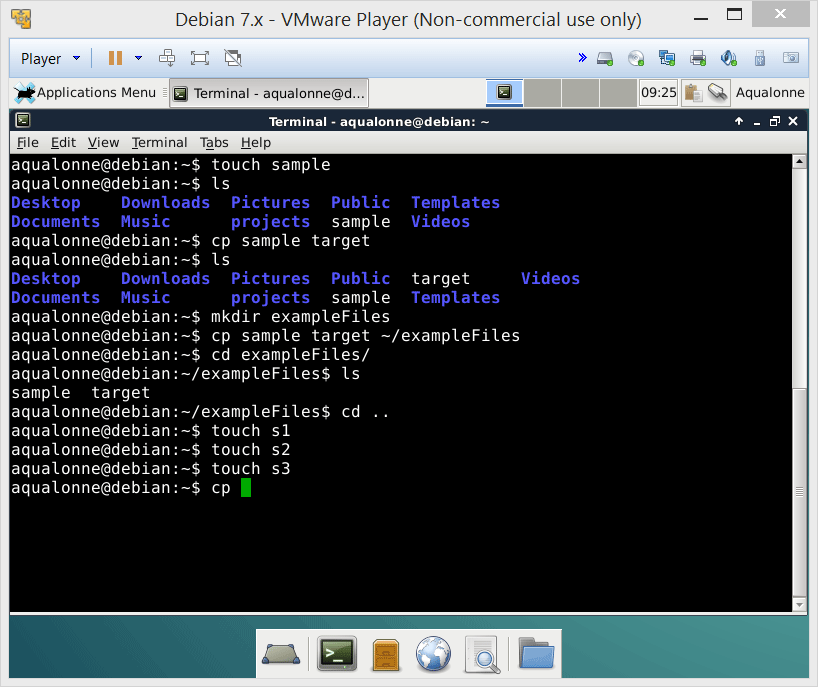 Debian 7.x - VMware Player (Non-commercial use only)
Player
Applications Menu
Terminal - aqualonne@d...
09:25
Aqualonne
Terminal - aqualonne@debian: ~
File Edit View Terminal Tabs Help
aqualonne@debian:~$ touch sample
aqualonne@debian:~$ ls
Desktop    Downloads  Pictures  Public  Templates
Documents  Music      projects  sample  Videos
aqualonne@debian:~$ cp sample target
aqualonne@debian:~$ ls
Desktop    Downloads  Pictures  Public  target     Videos
Documents  Music      projects  sample  Templates
aqualonne@debian:~$ mkdir exampleFiles
aqualonne@debian:~$ cp sample target ~/exampleFiles
aqualonne@debian:~$ cd exampleFiles/
aqualonne@debian:~/exampleFiles$ ls
sample  target
aqualonne@debian:~/exampleFiles$ cd ..
aqualonne@debian:~$ touch s1
aqualonne@debian:~$ touch s2
aqualonne@debian:~$ touch s3
aqualonne@debian:~$ cp